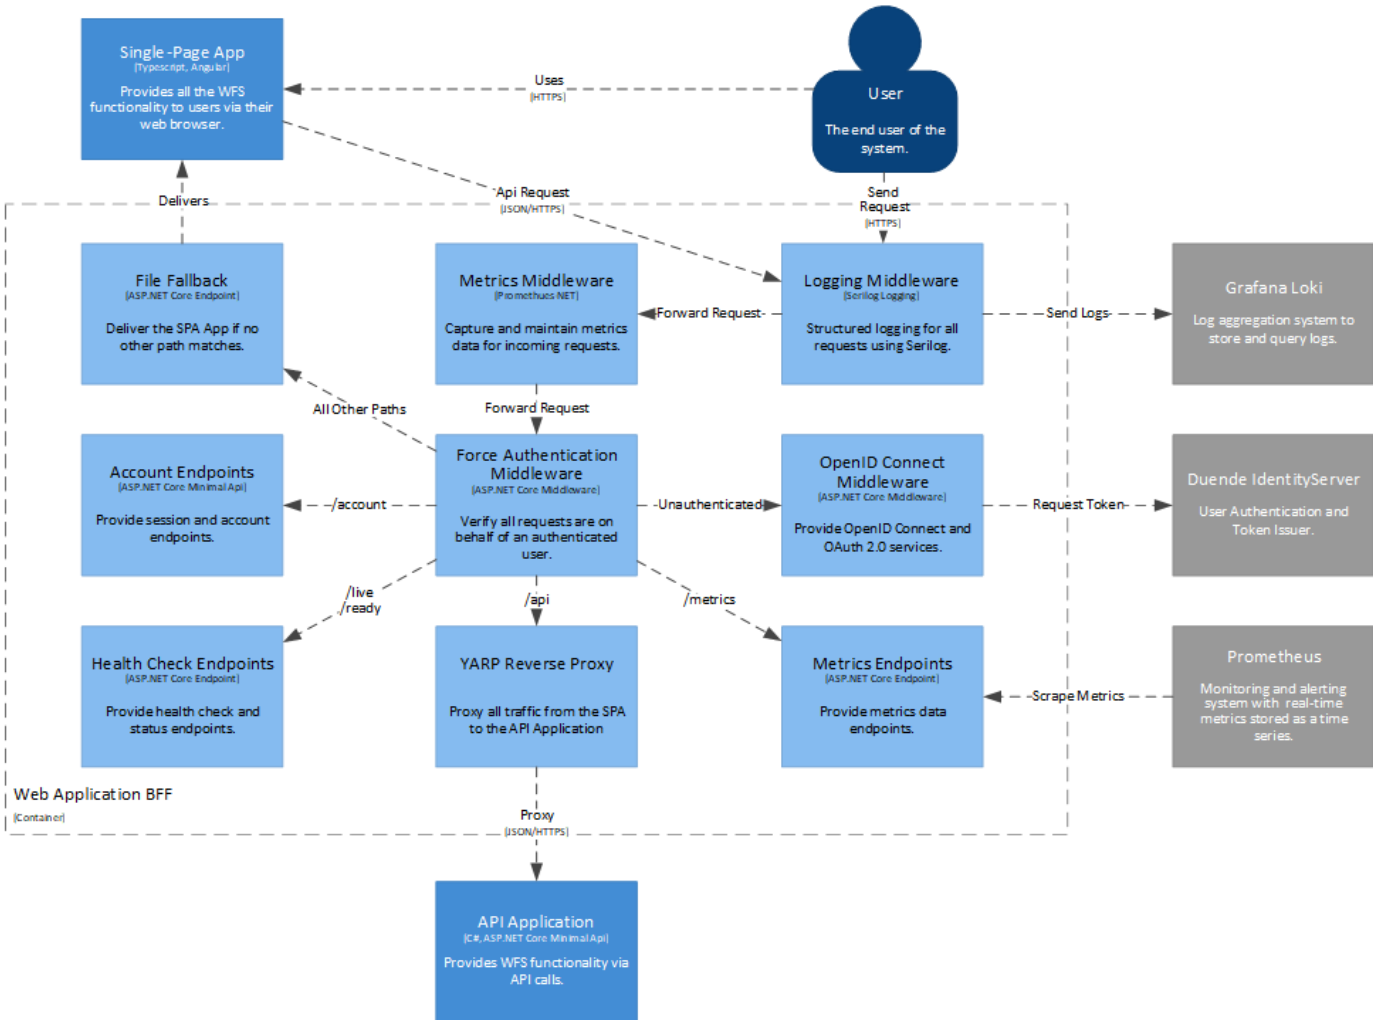 Single-Page App
[Typescript, Angular]
Provides all the WFS
functionality to users via their
web browser.
Uses
[HTTPS]
User
The end user of the
system.
Api Request
[JSON/HTTPS]
Send
Request
[HTTPS]
Delivers
File Fallback
[ASP.NET Core Endpoint]
Deliver the SPA App if no
other path matches.
Metrics Middleware
[Promethues-NET]
Capture and maintain metrics
data for incoming requests.
Forward Request
Logging Middleware
[Serilog Logging]
Structured logging for all
requests using Serilog.
Send Logs
Grafana Loki
Log aggregation system to
store and query logs.
All Other Paths
Forward Request
Account Endpoints
[ASP.NET Core Minimal Api]
Provide session and account
endpoints.
/account
Force Authentication
Middleware
[ASP.NET Core Middleware]
Verify all requests are on
behalf of an authenticated
user.
Unauthenticated
OpenID Connect
Middleware
[ASP.NET Core Middleware]
Provide OpenID Connect and
OAuth 2.0 services.
Request Token
Duende IdentityServer
User Authentication and
Token Issuer.
/live
/ready
/api
/metrics
Health Check Endpoints
[ASP.NET Core Endpoint]
Provide health check and
status endpoints.
YARP Reverse Proxy
Proxy all traffic from the SPA
to the API Application
Metrics Endpoints
[ASP.NET Core Endpoint]
Provide metrics data
endpoints.
Scrape Metrics
Prometheus
Monitoring and alerting
system with real-time
metrics stored as a time
series.
Web Application BFF
[Container]
Proxy
[JSON/HTTPS]
API Application
[C#, ASP.NET Core Minimal Api]
Provides WFS functionality via
API calls.